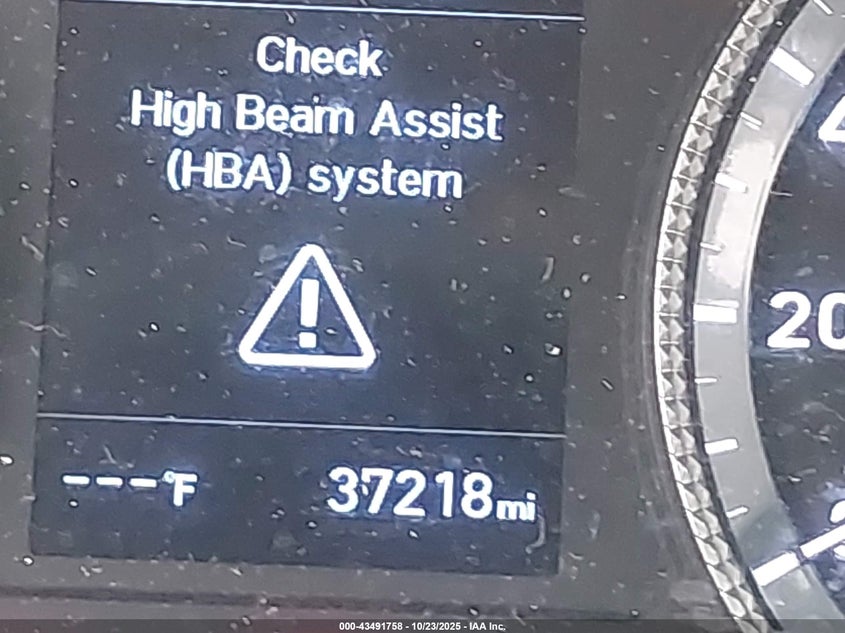 Check
High Beam Assist
(HBA) system
20
---°F 37218mi
000-43491758 - 10/23/2025 - IAA Inc.